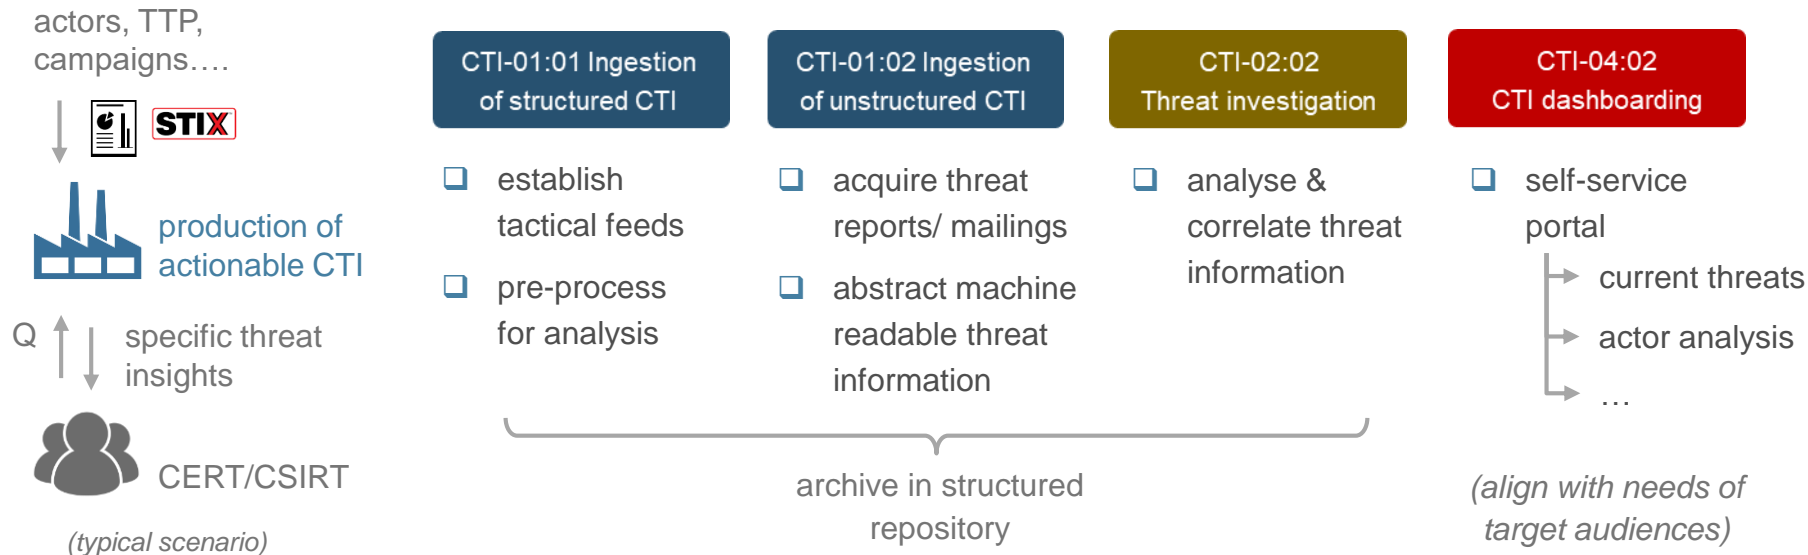 actors, TTP,
campaigns….
STIX
production of
actionable CTI
Q
specific threat
insights
CERT/CSIRT
(typical scenario)
CTI-01:01 Ingestion
of structured CTI
establish
tactical feeds
pre-process
for analysis
CTI-01:02 Ingestion
of unstructured CTI
acquire threat
reports/ mailings
abstract machine
readable threat
information
CTI-02:02
Threat investigation
analyse &
correlate threat
information
archive in structured
repository
CTI-04:02
CTI dashboarding
self-service
portal
current threats
actor analysis
…
(align with needs of
target audiences)